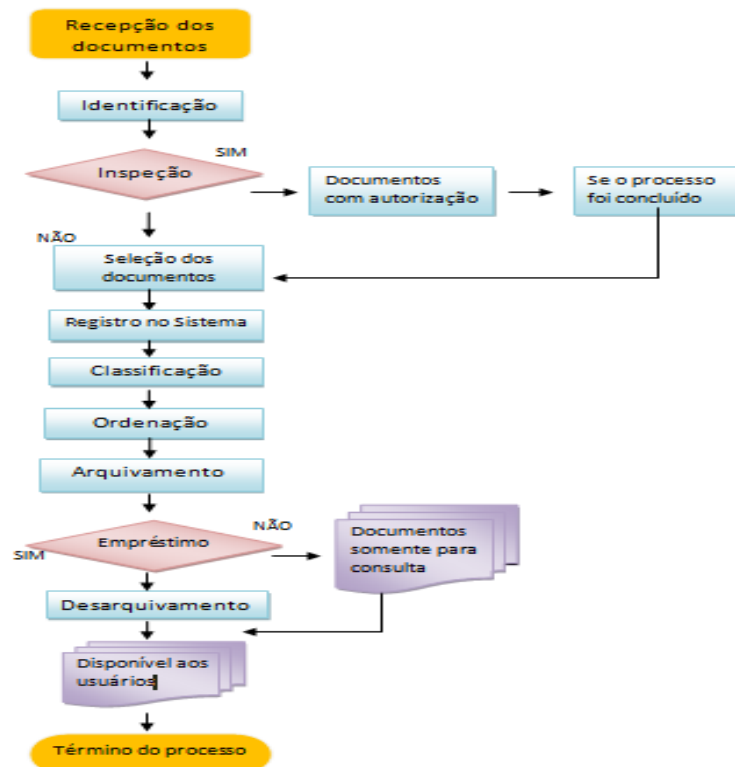 Recepção dos
documentos
Identificação
SIM
Inspeção
Documentos
com autorização
Se o processo
foi concluído
NÃO
Seleção dos
documentos
Registro no Sistema
Classificação
Ordenação
Arquivamento
NÃO
Empréstimo
SIM
Documentos
somente para
consulta
Desarquivamento
Disponível aos
usuários
Término do processo